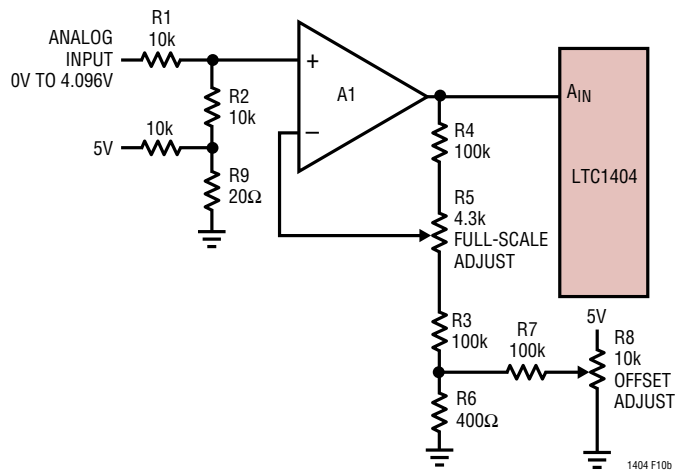 R1
10k
ANALOG
INPUT
0V TO 4.096V
R2
10k
10k
5V
R9
20Ω
+
–
A1
R4
100k
R5
4.3k
FULL-SCALE
ADJUST
R3
100k
R7
100k
R6
400Ω
AIN
LTC1404
5V
R8
10k
OFFSET
ADJUST
1404 F10b